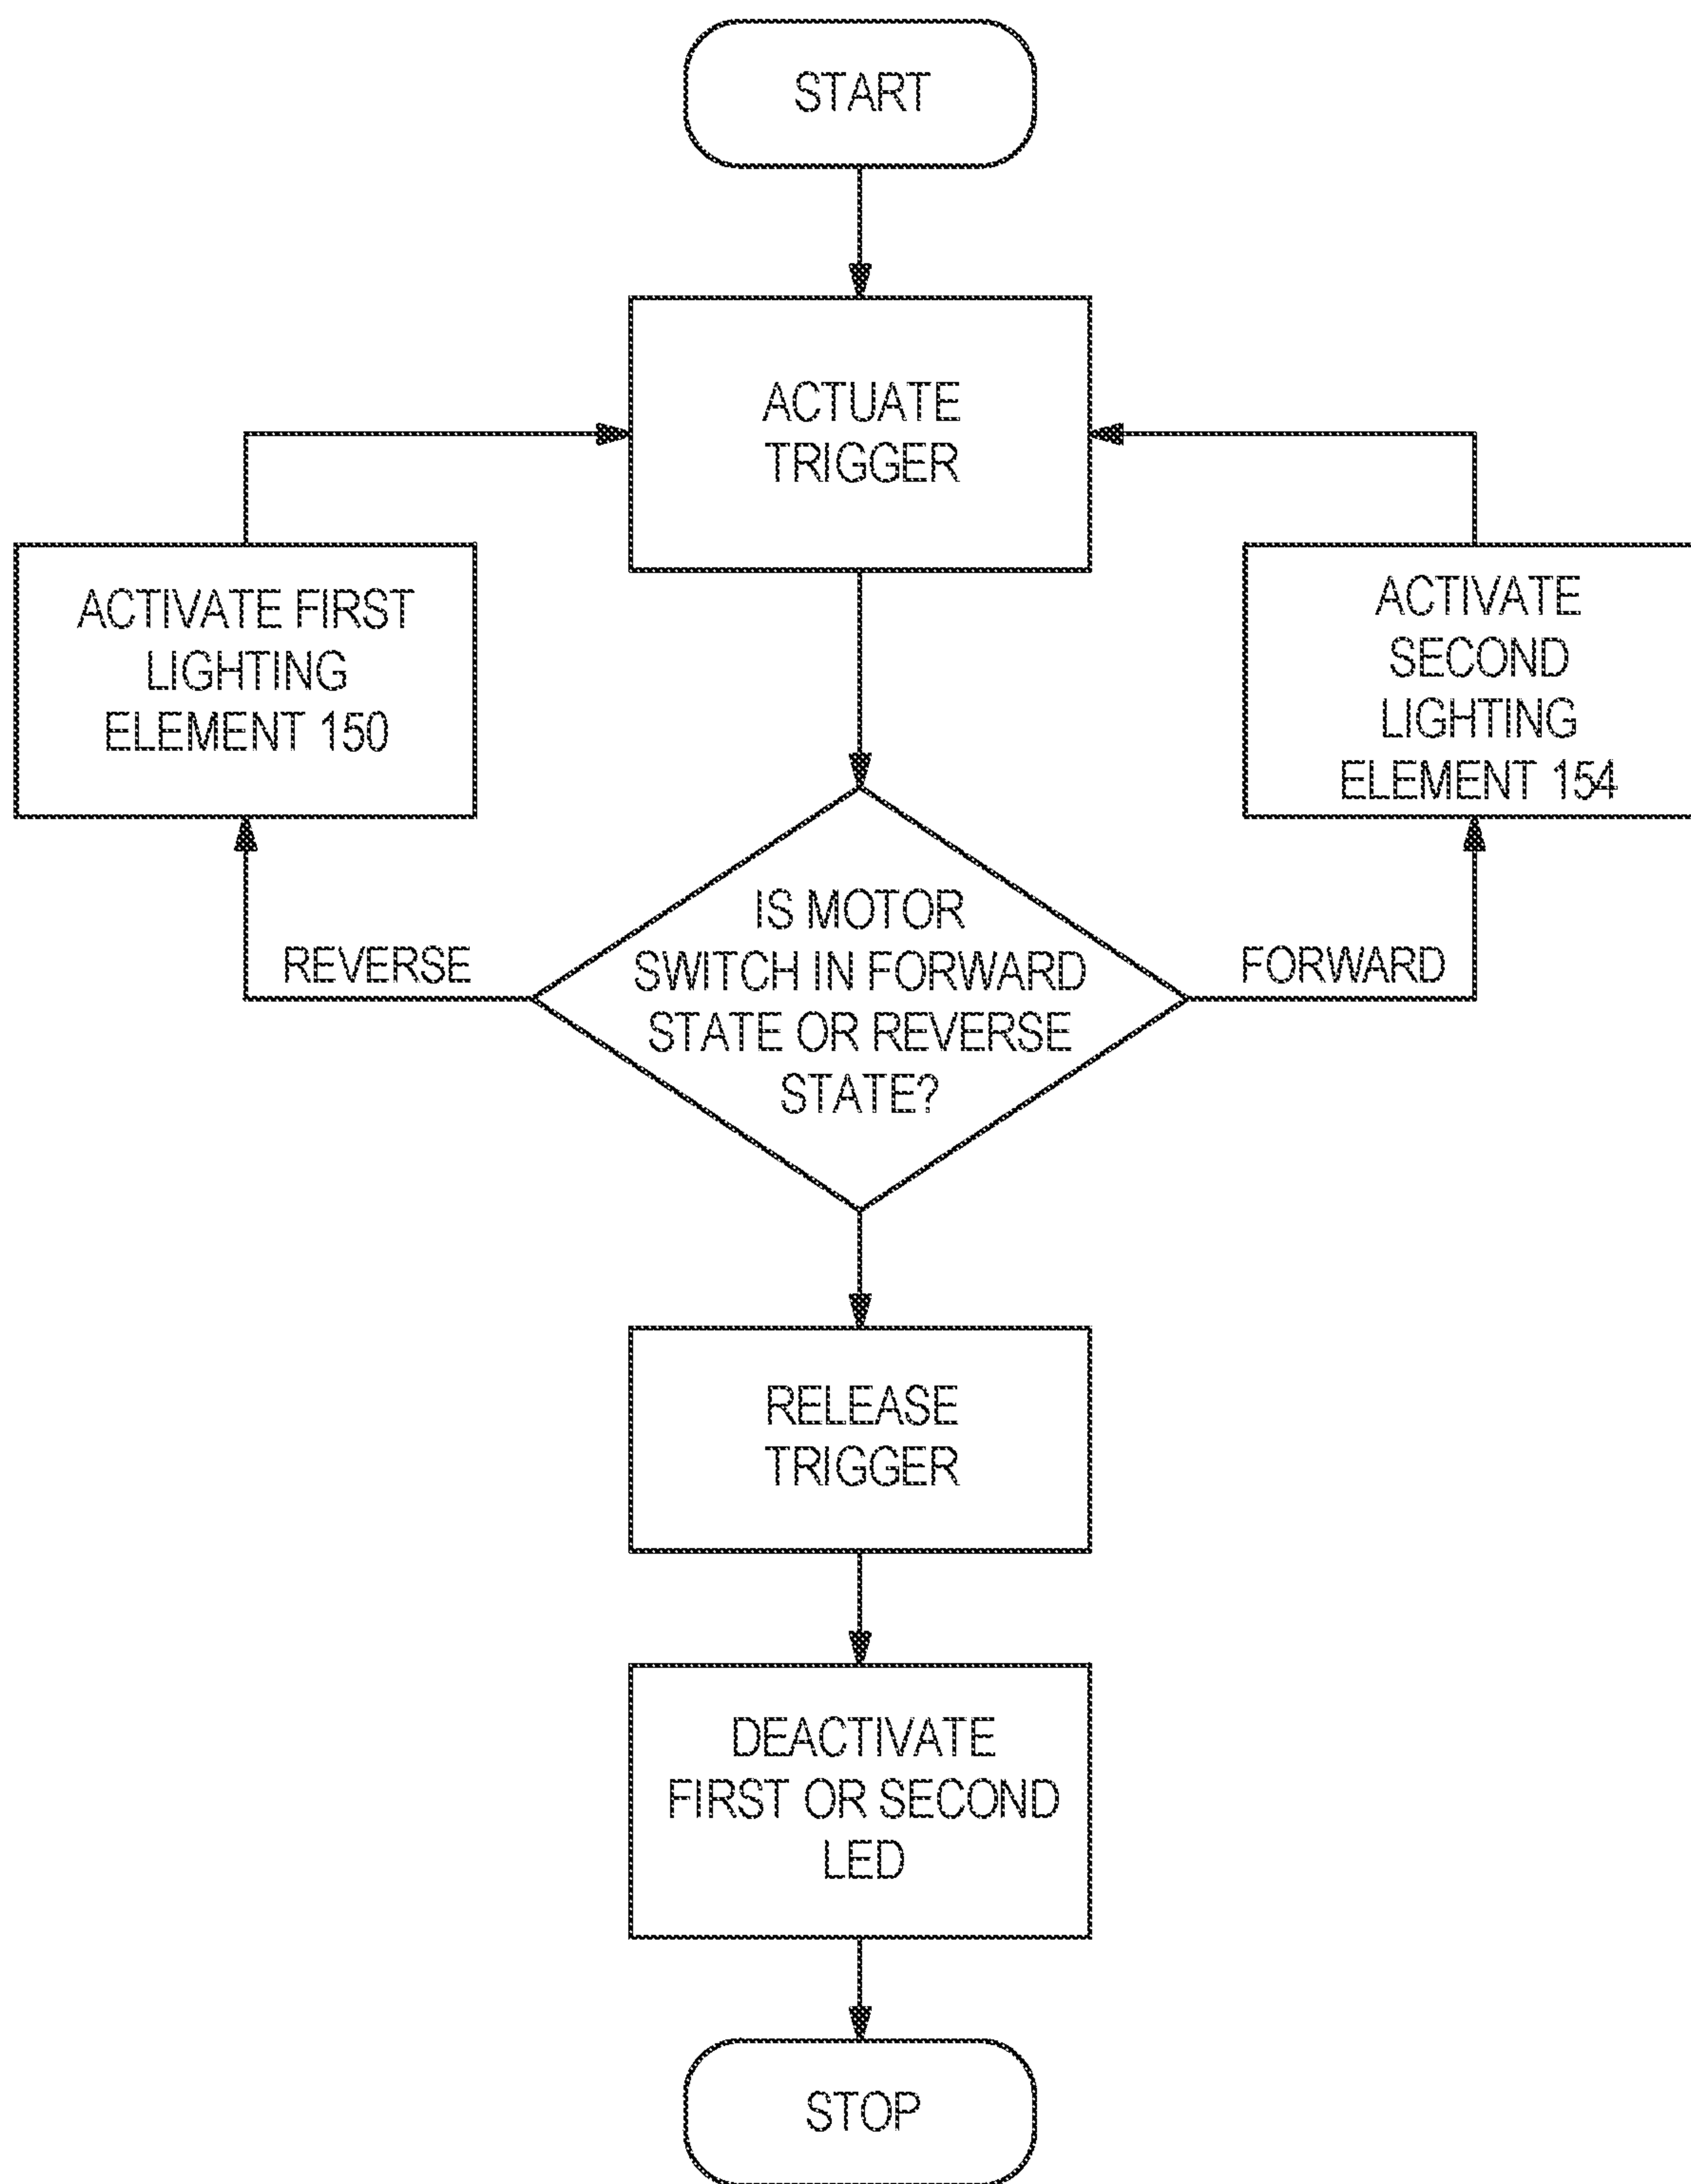 START
ACTUATE
TRIGGER
ACTIVATE FIRST
LIGHTING
ELEMENT 150
ACTIVATE
SECOND
LIGHTING
ELEMENT 154
IS MOTOR
SWITCH IN FORWARD
STATE OR REVERSE
STATE?
REVERSE
FORWARD
RELEASE
TRIGGER
DEACTIVATE
FIRST OR SECOND
LED
STOP